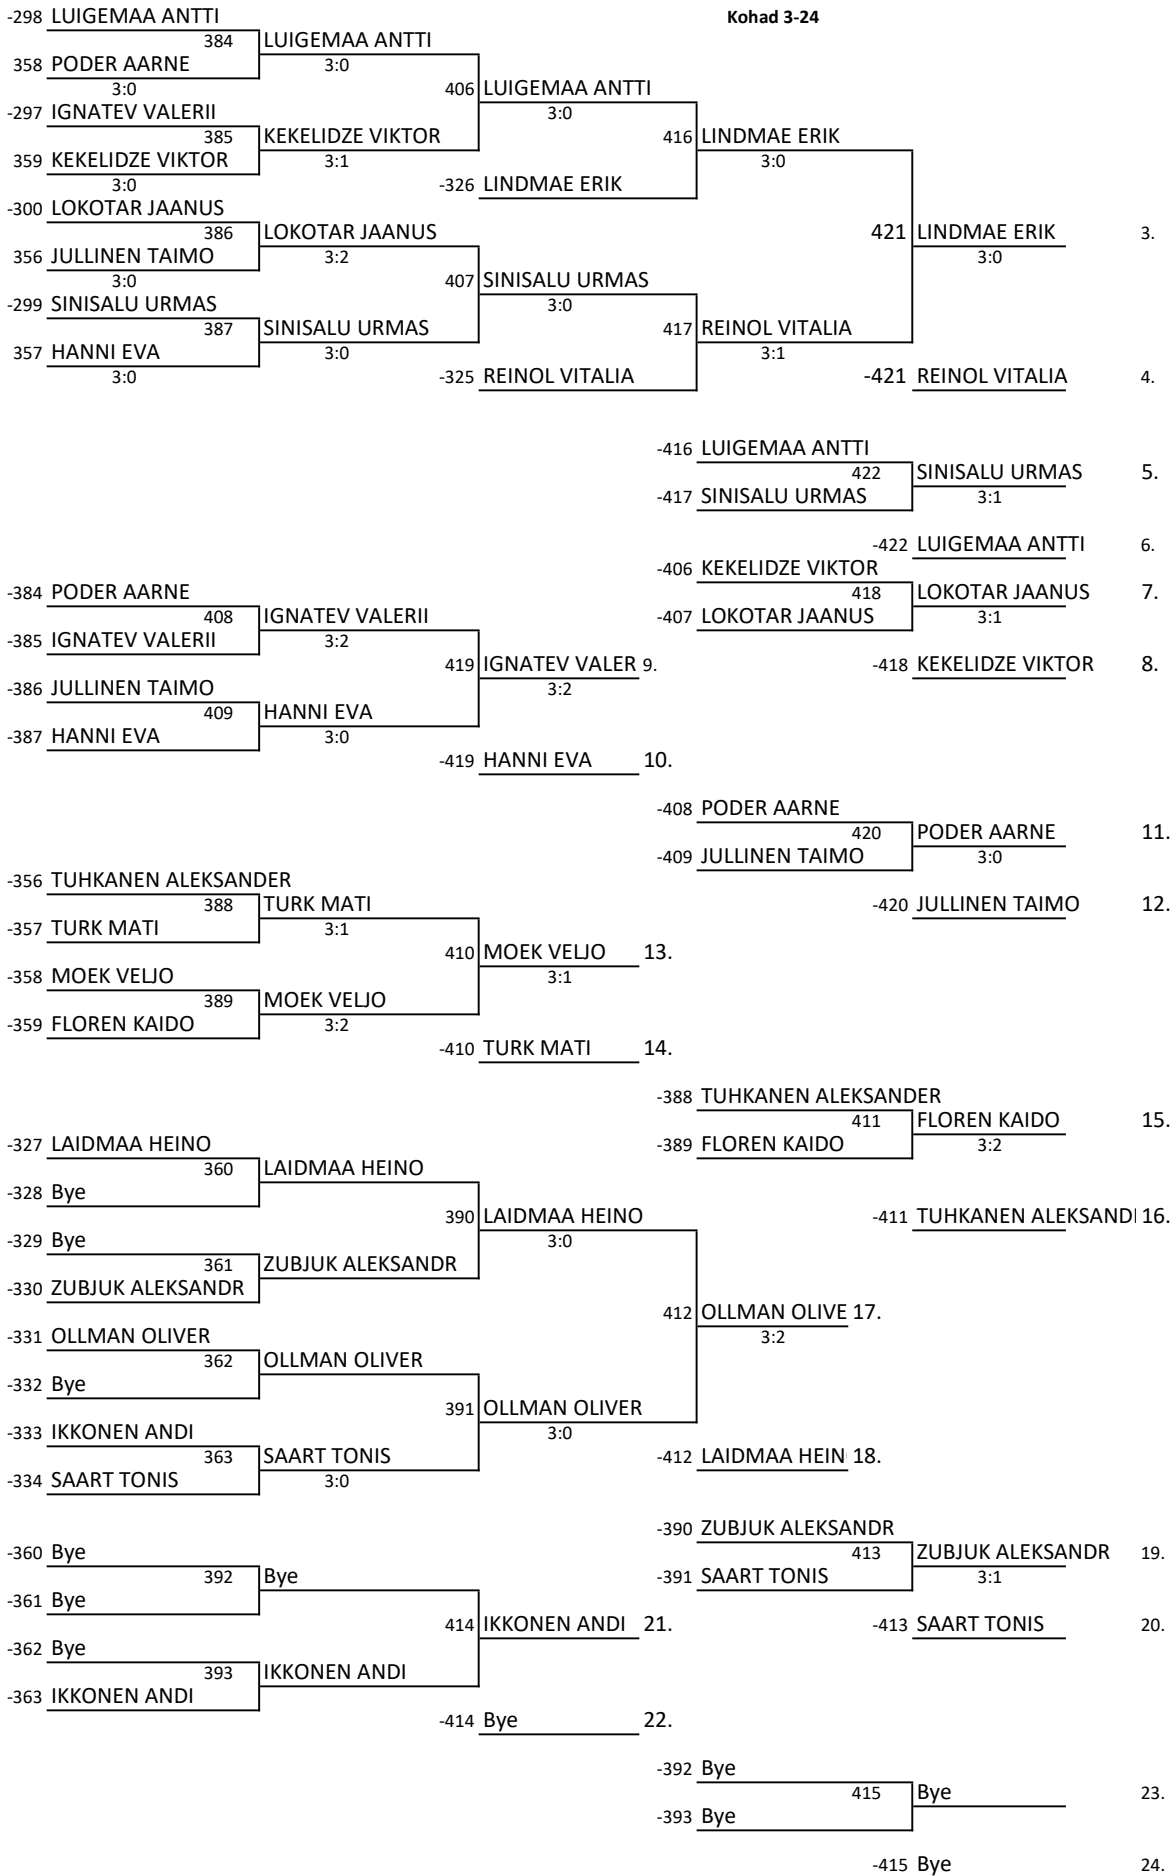 Kohad 3-24
-298 LUIGEMAA ANTTI
384 LUIGEMAA ANTTI
358 PODER AARNE 3:0
3:0 406 LUIGEMAA ANTTI
-297 IGNATEV VALERII 3:0
385 KEKELIDZE VIKTOR 416 LINDMAE ERIK
359 KEKELIDZE VIKTOR 3:1 3:0
3:0 -326 LINDMAE ERIK
-300 LOKOTAR JAANUS
386 LOKOTAR JAANUS 421 LINDMAE ERIK 3.
356 JULLINEN TAIMO 3:2 3:0
3:0 407 SINISALU URMAS
-299 SINISALU URMAS 3:0
387 SINISALU URMAS 417 REINOL VITALIA
357 HANNI EVA 3:0 3:1
3:0 -325 REINOL VITALIA -421 REINOL VITALIA 4.
-416 LUIGEMAA ANTTI
422 SINISALU URMAS 5.
-417 SINISALU URMAS 3:1
-422 LUIGEMAA ANTTI 6.
-406 KEKELIDZE VIKTOR
-384 PODER AARNE 418 LOKOTAR JAANUS 7.
408 IGNATEV VALERII -407 LOKOTAR JAANUS 3:1
-385 IGNATEV VALERII 3:2
419 IGNATEV VALER 9. -418 KEKELIDZE VIKTOR 8.
-386 JULLINEN TAIMO 3:2
409 HANNI EVA
-387 HANNI EVA 3:0
-419 HANNI EVA 10.
-408 PODER AARNE
420 PODER AARNE 11.
-409 JULLINEN TAIMO 3:0
-356 TUHKANEN ALEKSANDER
388 TURK MATI -420 JULLINEN TAIMO 12.
-357 TURK MATI 3:1
410 MOEK VELJO 13.
-358 MOEK VELJO 3:1
389 MOEK VELJO
-359 FLOREN KAIDO 3:2
-410 TURK MATI 14.
-388 TUHKANEN ALEKSANDER
411 FLOREN KAIDO 15.
-327 LAIDMAA HEINO -389 FLOREN KAIDO 3:2
360 LAIDMAA HEINO
-328 Bye
390 LAIDMAA HEINO -411 TUHKANEN ALEKSANDI 16.
-329 Bye 3:0
361 ZUBJUK ALEKSANDR
-330 ZUBJUK ALEKSANDR
412 OLLMAN OLIVE 17.
-331 OLLMAN OLIVER 3:2
362 OLLMAN OLIVER
-332 Bye
391 OLLMAN OLIVER
-333 IKKONEN ANDI 3:0
363 SAART TONIS -412 LAIDMAA HEIN 18.
-334 SAART TONIS 3:0
-390 ZUBJUK ALEKSANDR
-360 Bye 413 ZUBJUK ALEKSANDR 19.
392 Bye -391 SAART TONIS 3:1
-361 Bye
414 IKKONEN ANDI 21. -413 SAART TONIS 20.
-362 Bye
393 IKKONEN ANDI
-363 IKKONEN ANDI
-414 Bye 22.
-392 Bye
415 Bye 23.
-393 Bye
-415 Bye 24.